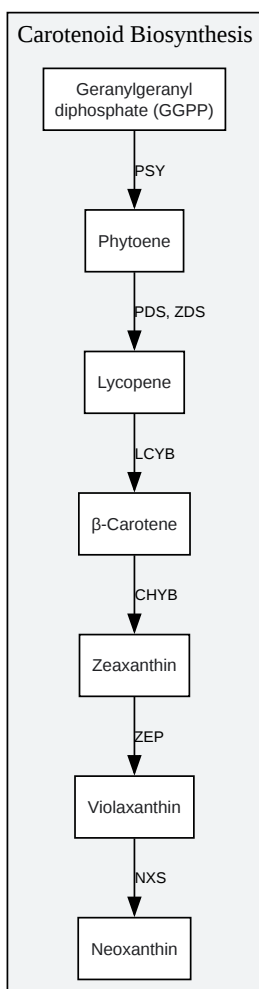 Carotenoid Biosynthesis
Geranylgeranyl
diphosphate (GGPP)
PSY
Phytoene
PDS, ZDS
Lycopene
LCYB
β-Carotene
CHYB
Zeaxanthin
ZEP
Violaxanthin
NXS
Neoxanthin